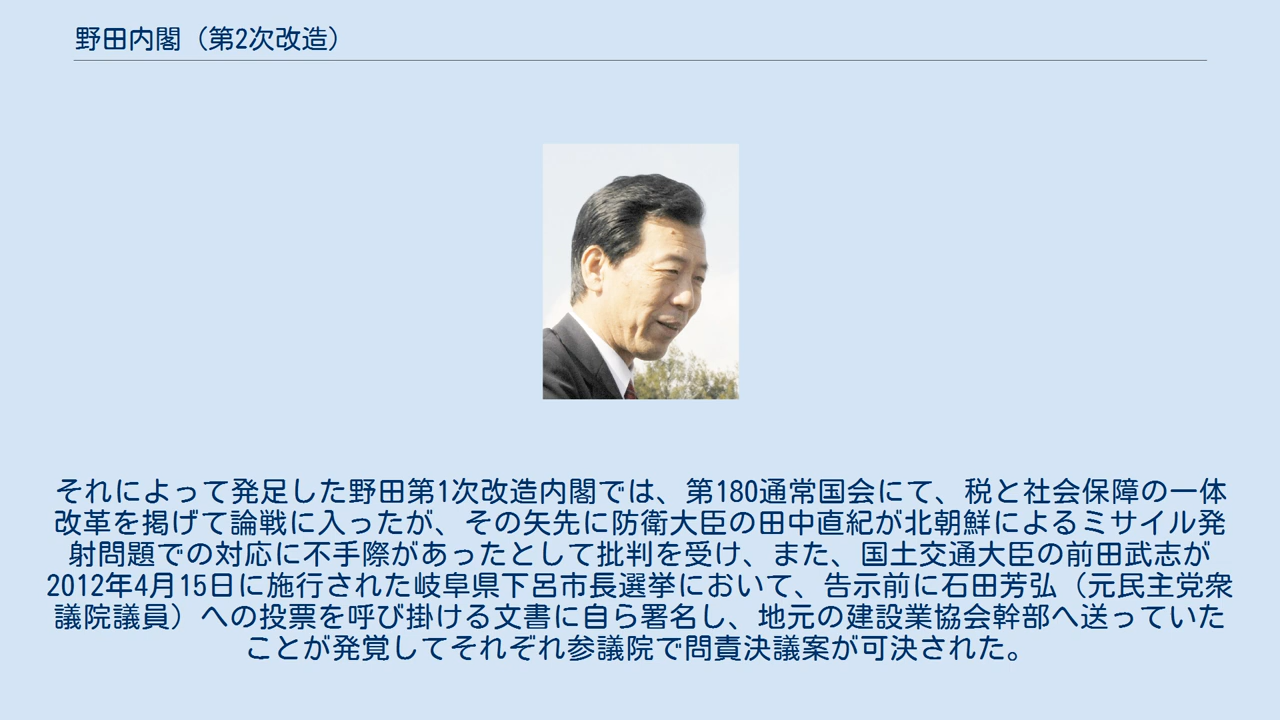 野田内閣（第2次改造）
それによって発足した野田第1次改造内閣では、第180通常国会にて、税と社会保障の一体
改革を掲げて論戦に入ったが、その矢先に防衛大臣の田中直紀が北朝鮮によるミサイル発
射問題での対応に不手際があったとして批判を受け、また、国土交通大臣の前田武志が
2012年4月15日に施行された岐阜県下呂市長選挙において、告示前に石田芳弘（元民主党衆
議院議員）への投票を呼び掛ける文書に自ら署名し、地元の建設業協会幹部へ送っていた
ことが発覚してそれぞれ参議院で問責決議案が可決された。